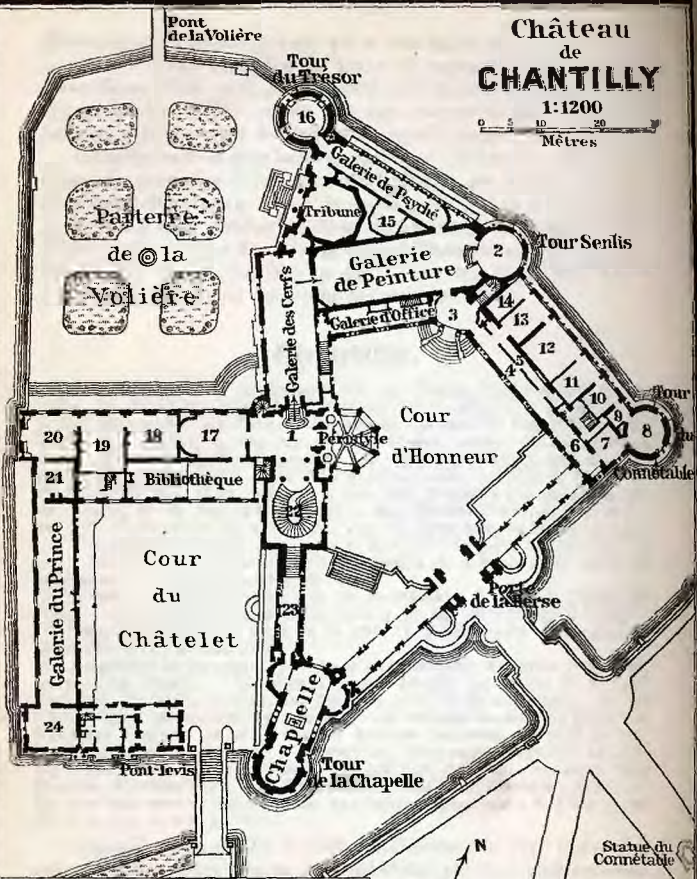 Château
de
CHANTILLY
1:1200
0 5 10 20 30
Mètres
Pont
de la Volière
Tour
du Trésor
16
Galerie de Psyché
Tribune
15
Parterre
de la
Volière
Galerie
de Peinture
2
Tour Senlis
Galerie des Cerfs
Galerie d'Office
3
14
13
12
11
10
9
8
7
6
5
4
Tour
du
Connétable
Cour
d'Honneur
20
19
18
17
1
Péristyle
21
Bibliothèque
22
Galerie du Prince
Cour
du
Châtelet
23
Porte
de la Herse
24
Chapelle
Pont-levis
Tour
de la Chapelle
N
Statue du
Connétable